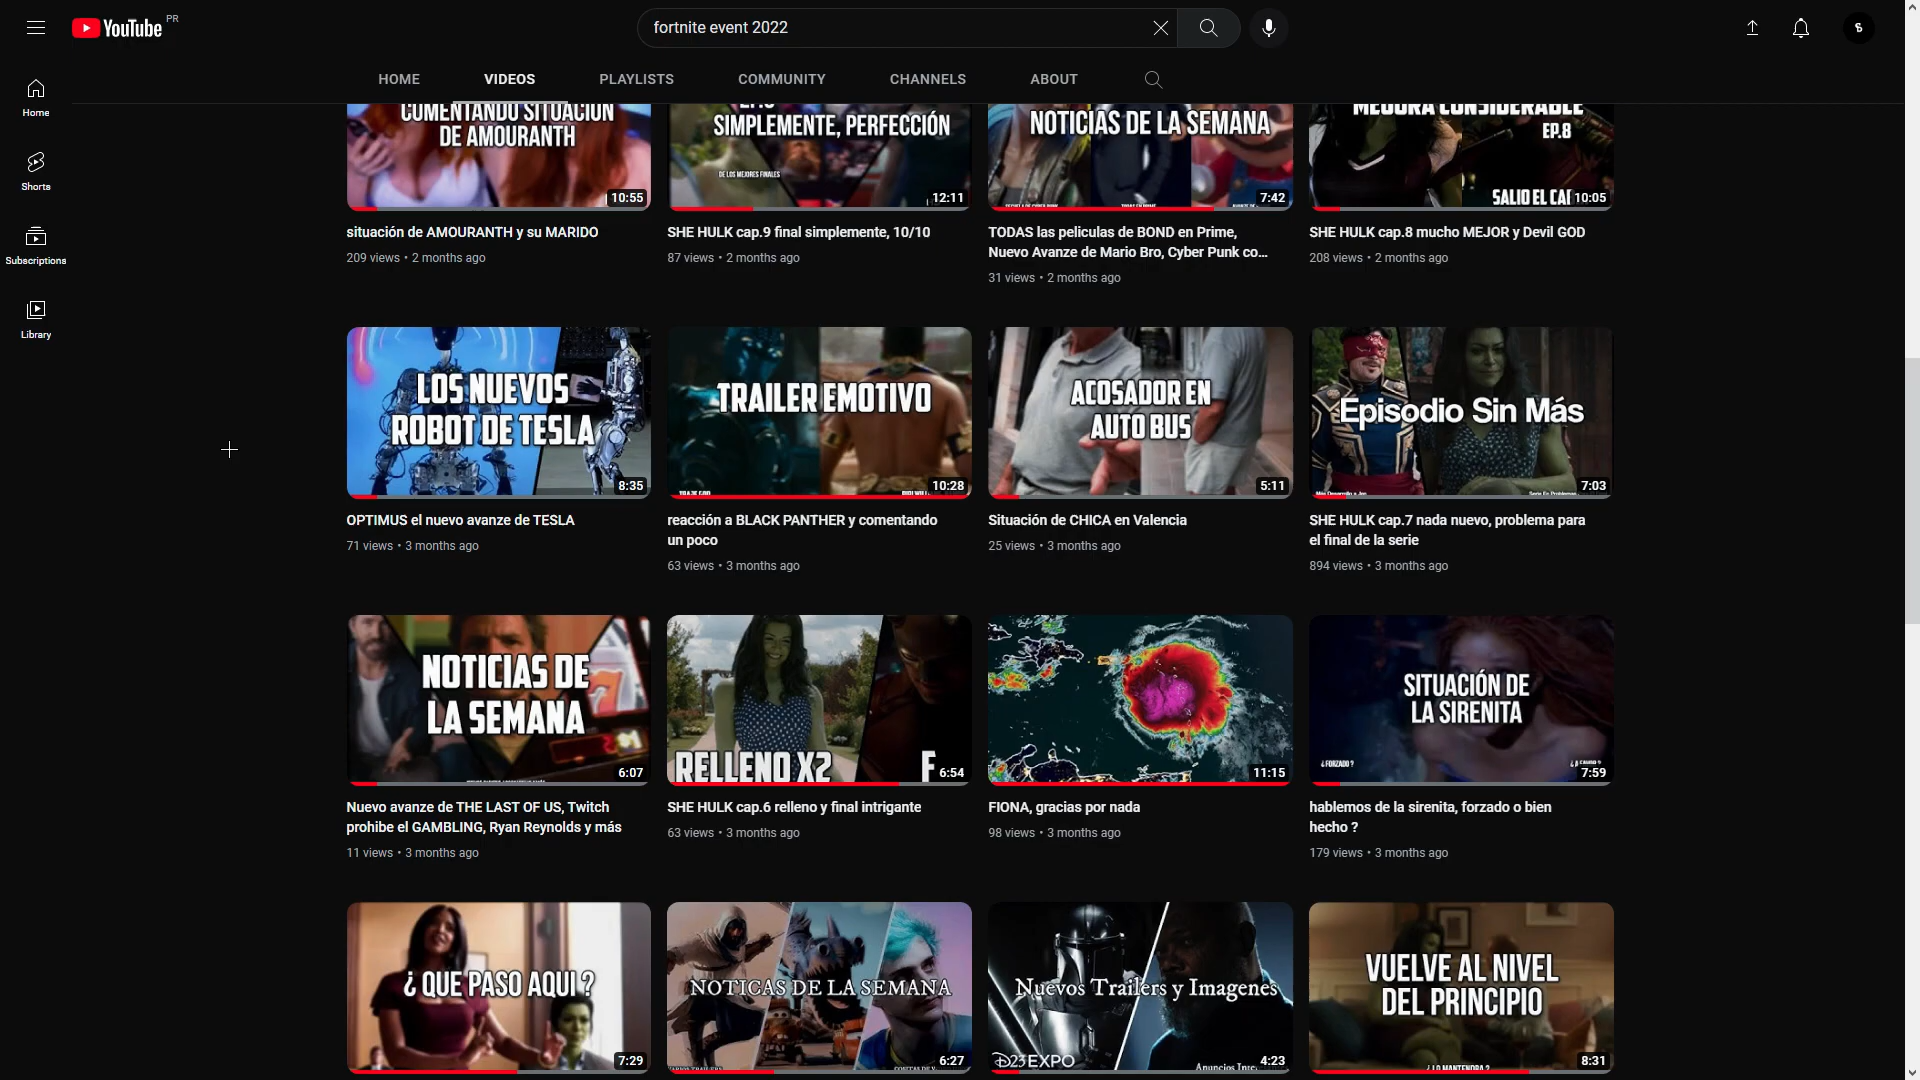 YouTube PR
fortnite event 2022
HOME VIDEOS PLAYLISTS COMMUNITY CHANNELS ABOUT
Home
Shorts
Subscriptions
Library
COMENTANDO SITUACIÓN
DE AMOURANTH
10:55
situación de AMOURANTH y su MARIDO
209 views • 2 months ago
SIMPLEMENTE, PERFECCIÓN
DE LOS MEJORES FINALES
12:11
SHE HULK cap.9 final simplemente, 10/10
87 views • 2 months ago
NOTICIAS DE LA SEMANA
7:42
TODAS las peliculas de BOND en Prime,
Nuevo Avanze de Mario Bro, Cyber Punk co...
31 views • 2 months ago
MEJORA CONSIDERABLE
EP.8
SALIO EL
10:05
SHE HULK cap.8 mucho MEJOR y Devil GOD
208 views • 2 months ago
LOS NUEVOS
ROBOT DE TESLA
8:35
OPTIMUS el nuevo avanze de TESLA
71 views • 3 months ago
TRAILER EMOTIVO
10:28
reacción a BLACK PANTHER y comentando
un poco
63 views • 3 months ago
ACOSADOR EN
AUTO BUS
5:11
Situación de CHICA en Valencia
25 views • 3 months ago
Episodio Sin Más
7:03
SHE HULK cap.7 nada nuevo, problema para
el final de la serie
894 views • 3 months ago
NOTICIAS DE
LA SEMANA
6:07
Nuevo avanze de THE LAST OF US, Twitch
prohibe el GAMBLING, Ryan Reynolds y más
11 views • 3 months ago
RELLENO X2
F
6:54
SHE HULK cap.6 relleno y final intrigante
63 views • 3 months ago
11:15
FIONA, gracias por nada
98 views • 3 months ago
SITUACIÓN DE
LA SIRENITA
¿FORZADO?
7:59
hablemos de la sirenita, forzado o bien
hecho ?
179 views • 3 months ago
¿ QUE PASO AQUI ?
7:29
NOTICAS DE LA SEMANA
6:27
Nuevos Trailers y Imagenes
D23 EXPO
4:23
VUELVE AL NIVEL
DEL PRINCIPIO
¿LO MANTENDRA?
8:31